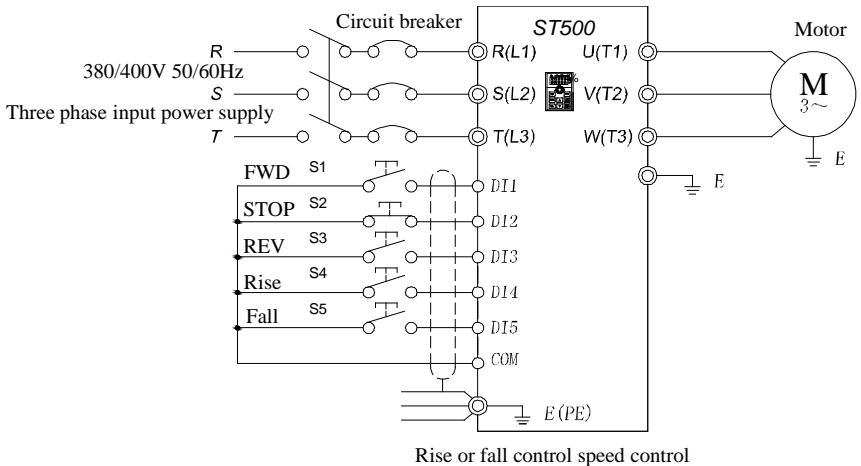 Circuit breaker
ST500
Motor
R
R(L1)
U(T1)
380/400V 50/60Hz
S
S(L2)
V(T2)
M
3~
Three phase input power supply
T
T(L3)
W(T3)
E
FWD S1
DI1
E
STOP S2
DI2
REV S3
DI3
Rise S4
DI4
Fall S5
DI5
COM
E(PE)
Rise or fall control speed control